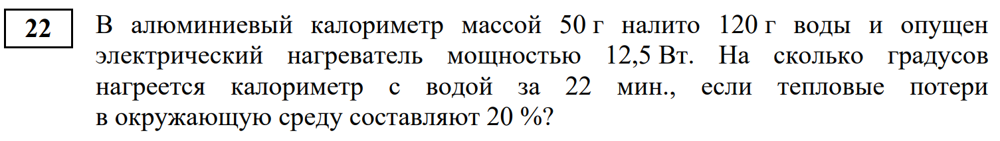 22
В алюминиевый калориметр массой 50 г налито 120 г воды и опущен
электрический нагреватель мощностью 12,5 Вт. На сколько градусов
нагреется калориметр с водой за 22 мин., если тепловые потери
в окружающую среду составляют 20 %?